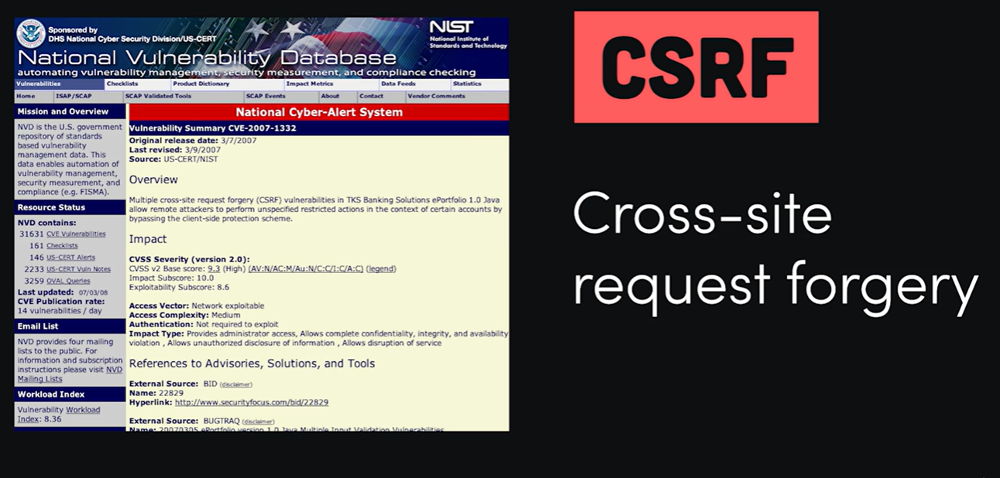 Sponsored by
DHS National Cyber Security Division/US-CERT
NIST
National Institute of
Standards and Technology
National Vulnerability Database
automating vulnerability management, security measurement, and compliance checking
Vulnerabilities Checklists Product Dictionary Impact Metrics Data Feeds Statistics
Home ISAP/SCAP SCAP Validated Tools SCAP Events About Contact Vendor Comments
Mission and Overview
NVD is the U.S. government
repository of standards
based vulnerability
management data. This
data enables automation of
vulnerability management,
security measurement, and
compliance (e.g. FISMA).
Resource Status
NVD contains:
31631 CVE Vulnerabilities
161 Checklists
146 US-CERT Alerts
2233 US-CERT Vuln Notes
3259 OVAL Queries
Last updated: 07/03/08
CVE Publication rate:
14 vulnerabilities / day
Email List
NVD provides four mailing
lists to the public. For
information and subscription
instructions please visit NVD
Mailing Lists
Workload Index
Vulnerability Workload
Index: 8.36
National Cyber-Alert System
Vulnerability Summary CVE-2007-1332
Original release date: 3/7/2007
Last revised: 3/9/2007
Source: US-CERT/NIST
Overview
Multiple cross-site request forgery (CSRF) vulnerabilities in TKS Banking Solutions ePortfolio 1.0 Java
allow remote attackers to perform unspecified restricted actions in the context of certain accounts by
bypassing the client-side protection scheme.
Impact
CVSS Severity (version 2.0):
CVSS v2 Base score: 9.3 (High) (AV:N/AC:M/Au:N/C:C/I:C/A:C) (legend)
Impact Subscore: 10.0
Exploitability Subscore: 8.6
Access Vector: Network exploitable
Access Complexity: Medium
Authentication: Not required to exploit
Impact Type: Provides administrator access, Allows complete confidentiality, integrity, and availability
violation , Allows unauthorized disclosure of information , Allows disruption of service
References to Advisories, Solutions, and Tools
External Source: BID (disclaimer)
Name: 22829
Hyperlink: http://www.securityfocus.com/bid/22829
External Source: BUGTRAQ (disclaimer)
Name: 20070305 ePortfolio version 1.0 Java Multiple Input Validation Vulnerabilities
CSRF
Cross-site
request forgery